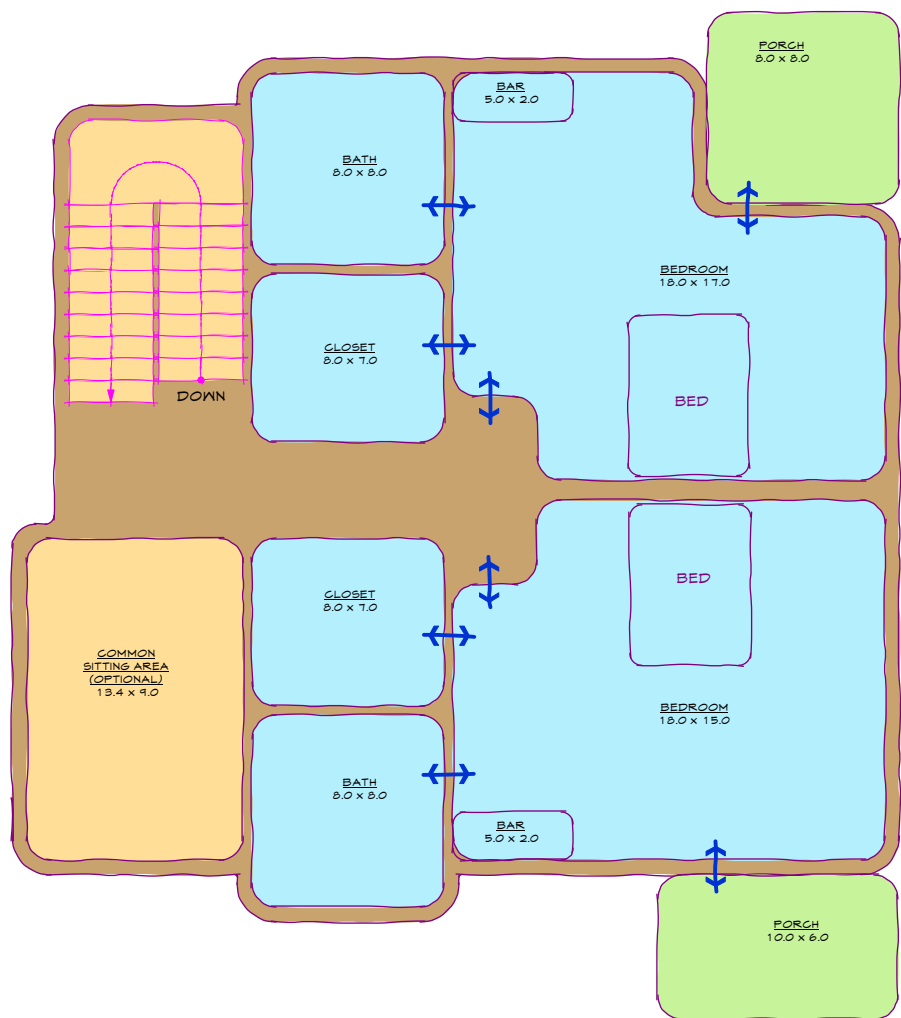 PORCH
8.0 x 8.0
BAR
5.0 x 2.0
BATH
8.0 x 8.0
BEDROOM
18.0 x 17.0
CLOSET
8.0 x 7.0
DOWN
BED
BED
CLOSET
8.0 x 7.0
COMMON
SITTING AREA
(OPTIONAL)
13.4 x 9.0
BEDROOM
18.0 x 15.0
BATH
8.0 x 8.0
BAR
5.0 x 2.0
PORCH
10.0 x 6.0